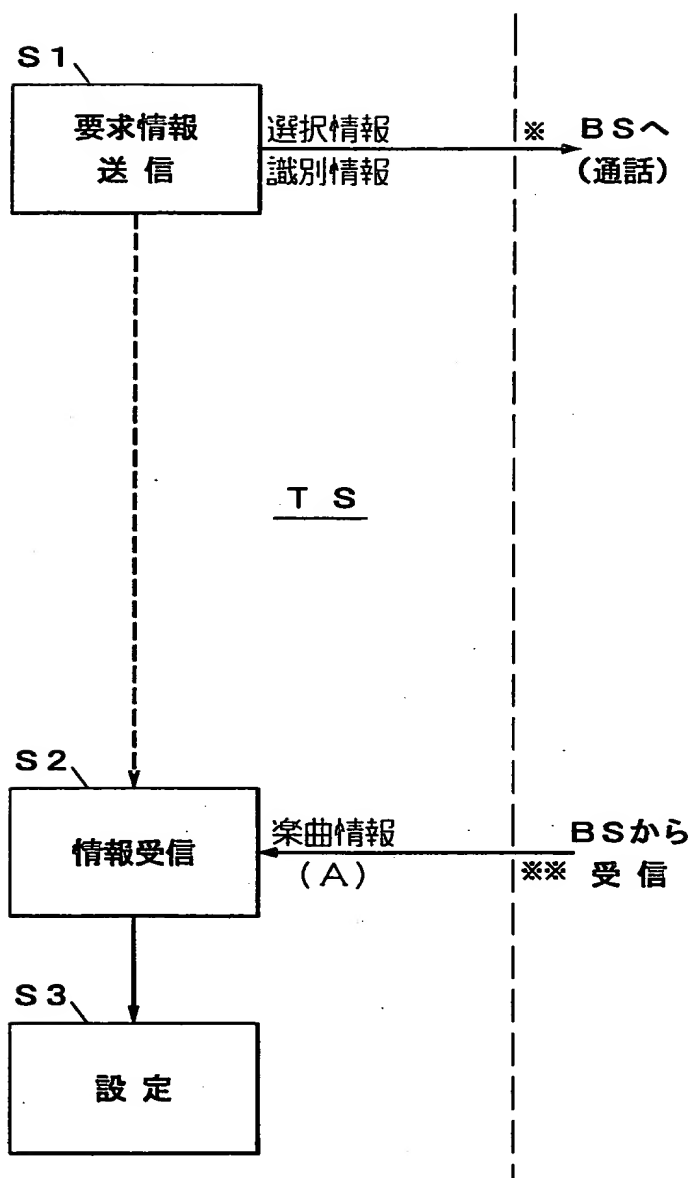 S1
要求情報
送信
選択情報
識別情報
※
BSへ
(通話)
TS
S2
情報受信
楽曲情報
(A)
BSから
※※
受信
S3
設定